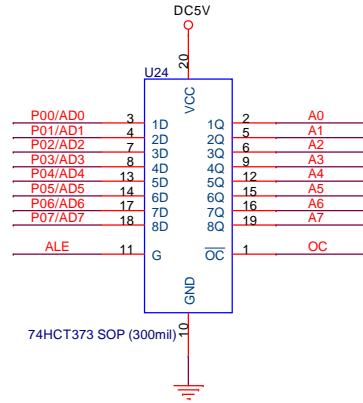 DC5V
20
U24
VCC
P00/AD0 3 1D 1Q 2 A0
P01/AD1 4 2D 2Q 5 A1
P02/AD2 7 3D 3Q 6 A2
P03/AD3 8 4D 4Q 9 A3
P04/AD4 13 5D 5Q 12 A4
P05/AD5 14 6D 6Q 15 A5
P06/AD6 17 7D 7Q 16 A6
P07/AD7 18 8D 8Q 19 A7
ALE 11 G OC 1 OC
GND
10
74HCT373 SOP (300mil)